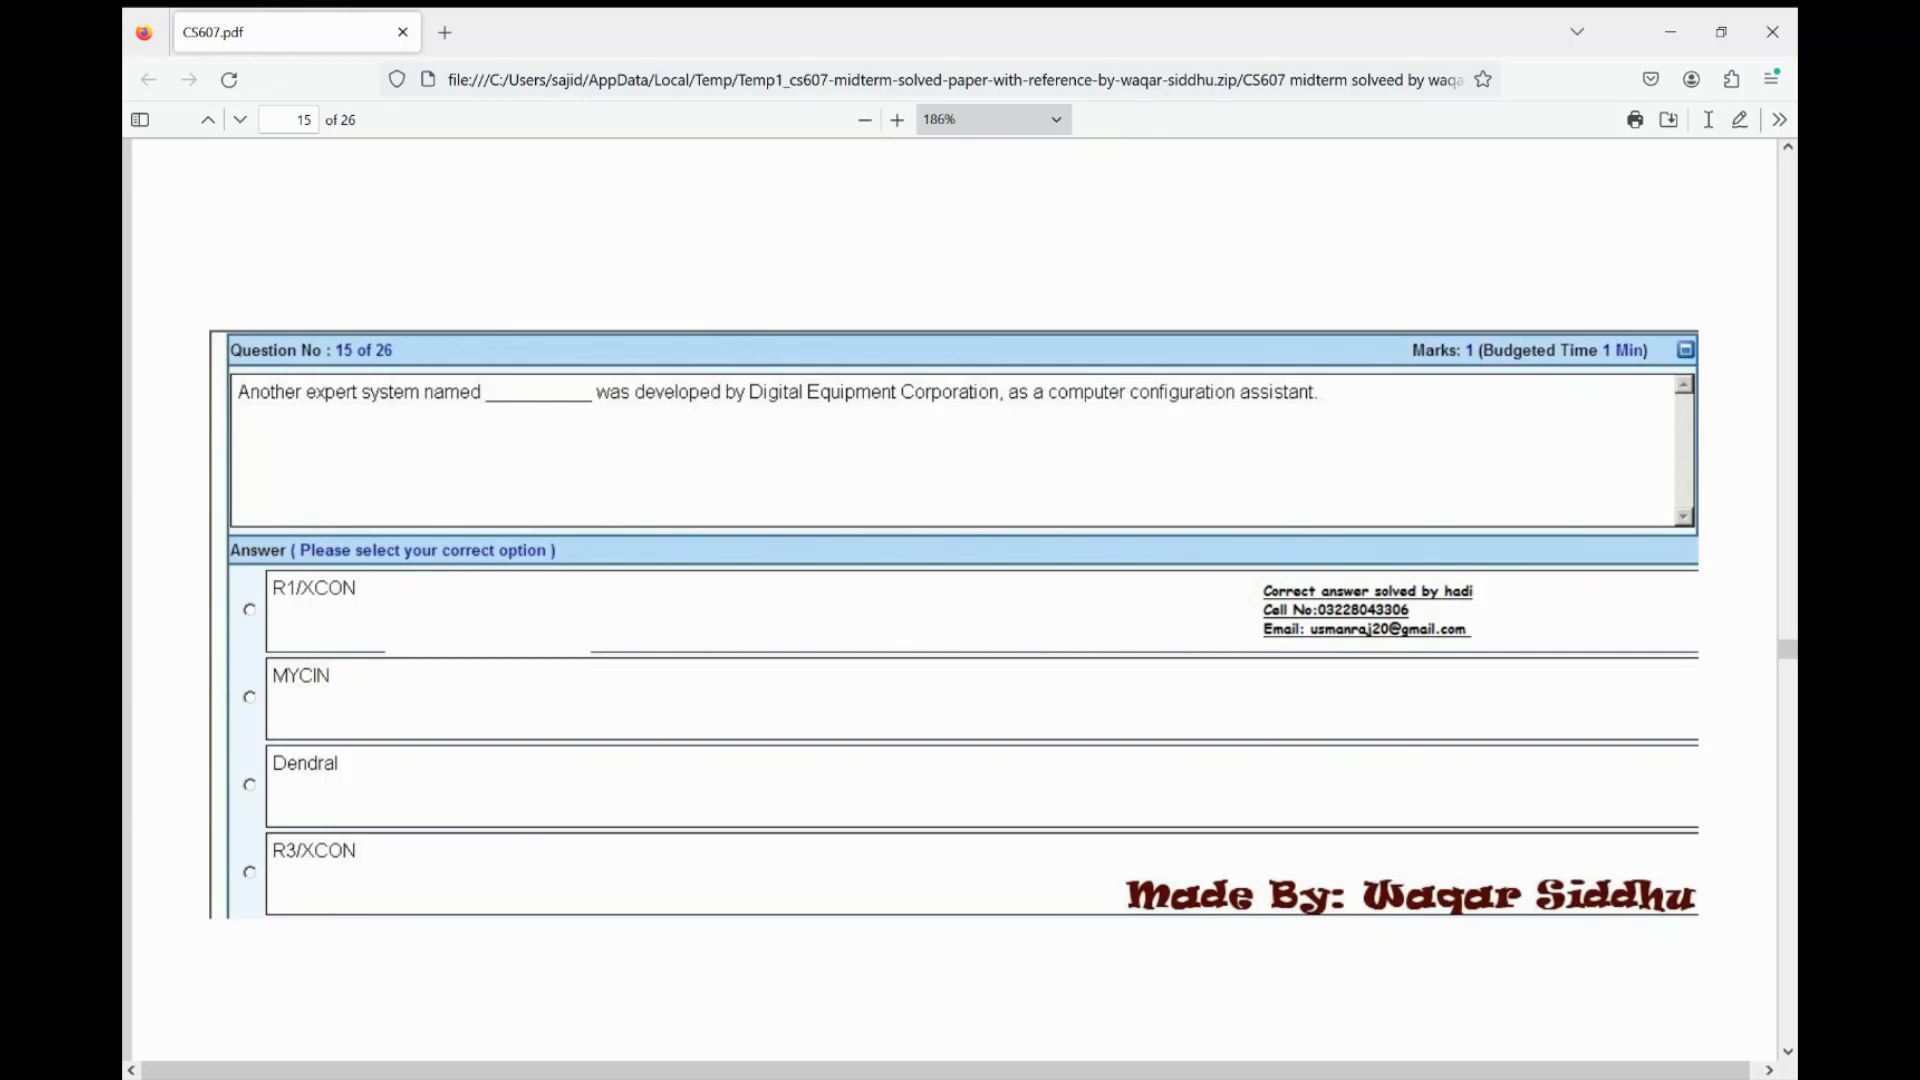 CS607.pdf
file:///C:/Users/sajid/AppData/Local/Temp/Temp1_cs607-midterm-solved-paper-with-reference-by-waqar-siddhu.zip/CS607 midterm solveed by waqa
15 of 26
186%
Question No : 15 of 26 Marks: 1 (Budgeted Time 1 Min)
Another expert system named __________ was developed by Digital Equipment Corporation, as a computer configuration assistant.
Answer ( Please select your correct option )
R1/XCON
Correct answer solved by hadi
Cell No:03228043306
Email: usmanraj20@gmail.com
MYCIN
Dendral
R3/XCON
Made By: Waqar Siddhu